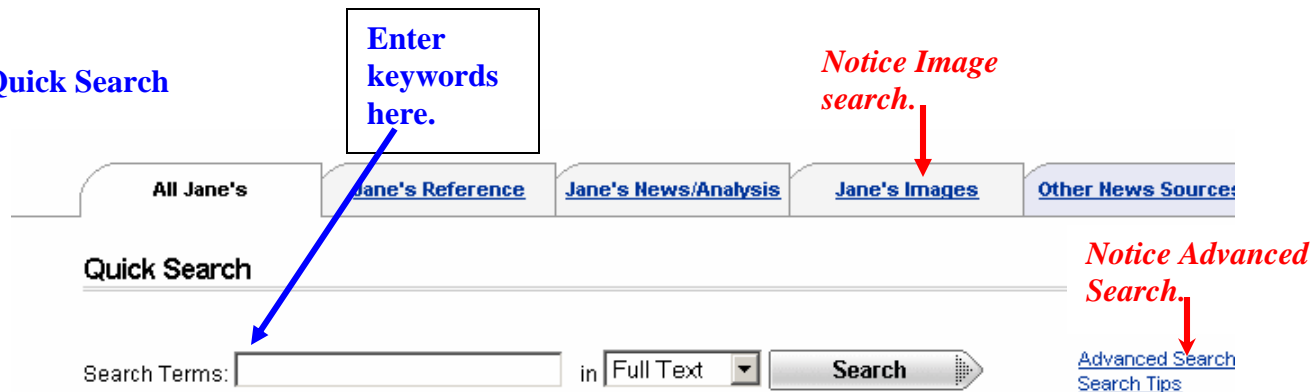 Enter
keywords
here.
Quick Search
Notice Image
search.
All Jane's Jane's Reference Jane's News/Analysis Jane's Images Other News Sources
Quick Search
Notice Advanced
Search.
Search Terms: in Full Text Search
Advanced Search
Search Tips